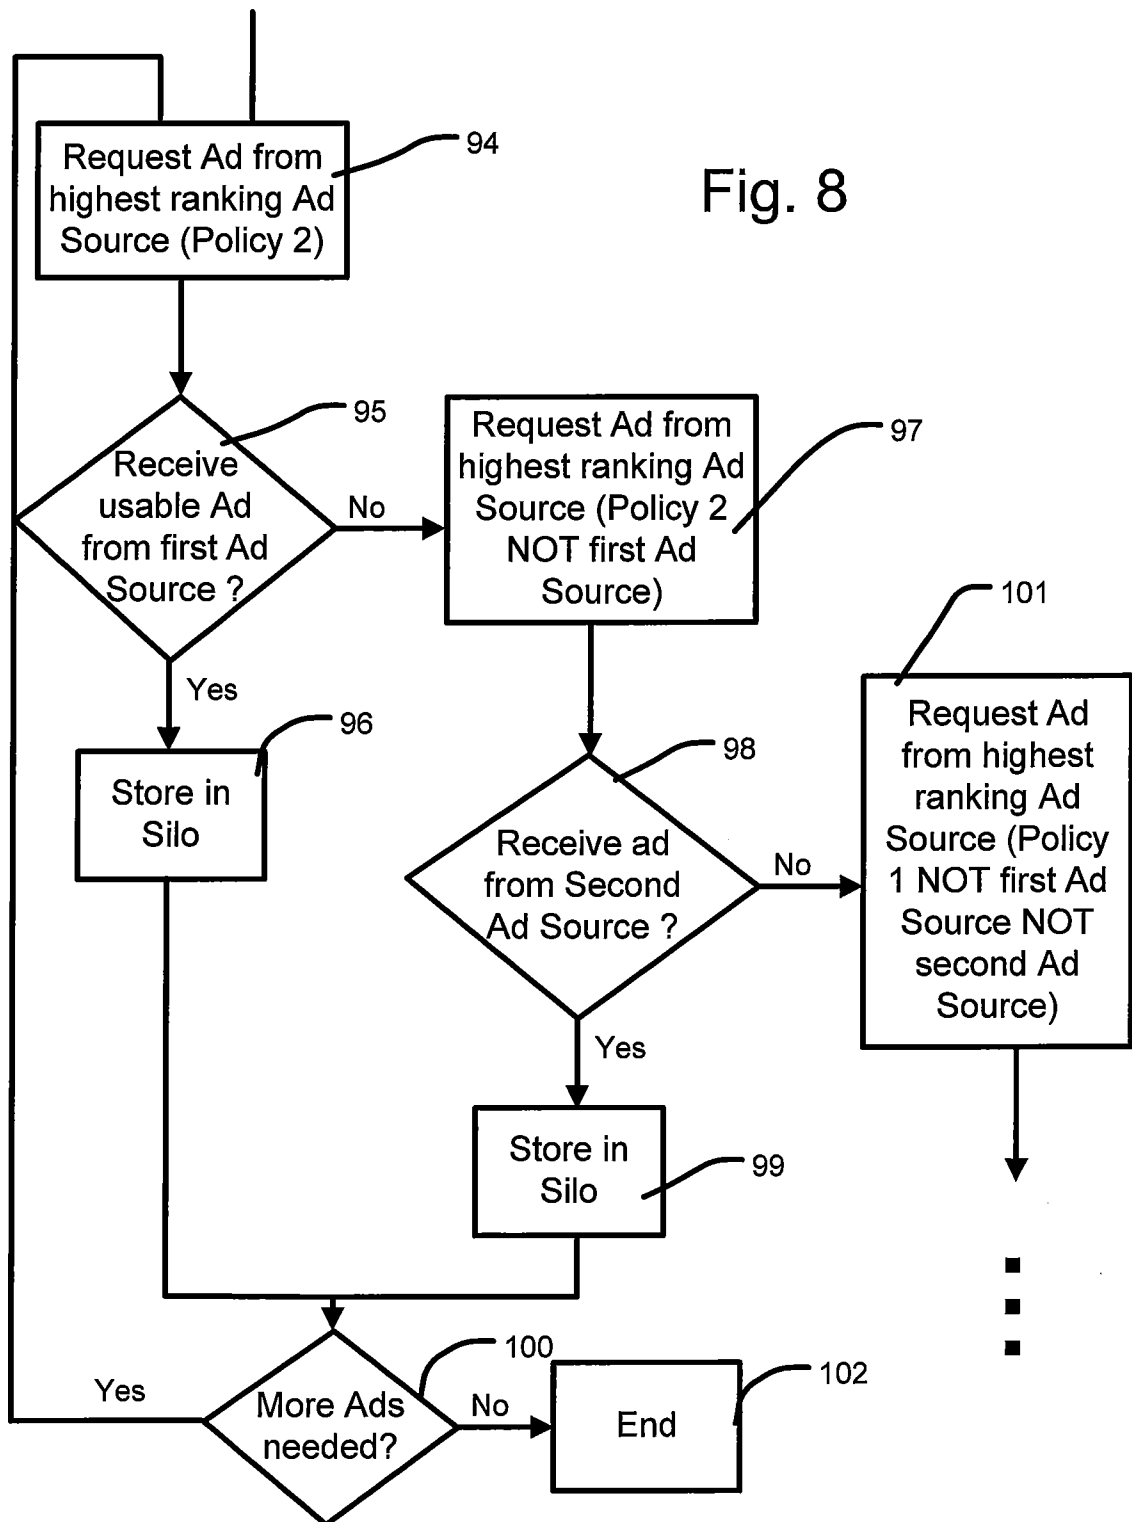 Request Ad from
highest ranking Ad
Source (Policy 2)
94
Fig. 8
95
Receive
usable Ad
from first Ad
Source ?
No
Request Ad from
highest ranking Ad
Source (Policy 2
NOT first Ad
Source)
97
Yes
96
Store in
Silo
98
Receive ad
from Second
Ad Source ?
No
101
Request Ad
from highest
ranking Ad
Source (Policy
1 NOT first Ad
Source NOT
second Ad
Source)
Yes
Store in
Silo
99
100
More Ads
needed?
Yes
No
End
102